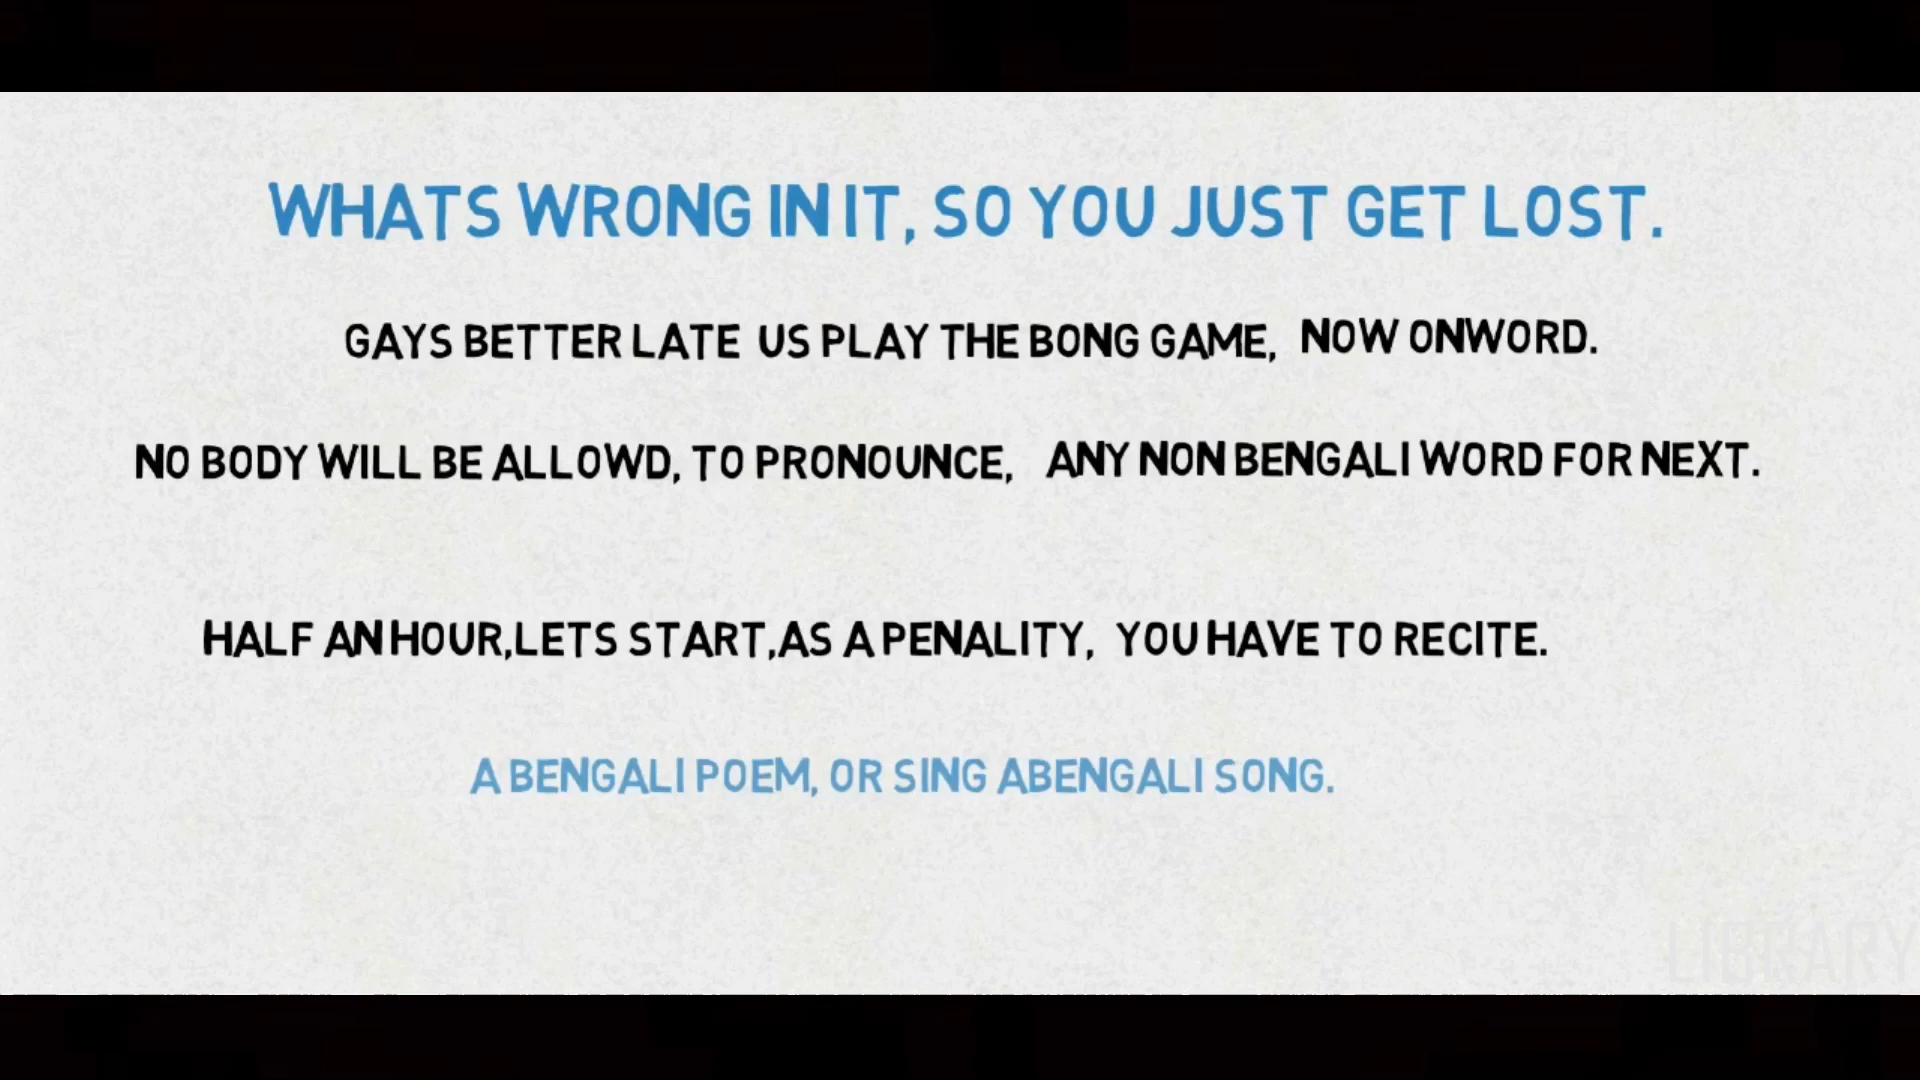 WHATS WRONG IN IT, SO YOU JUST GET LOST.
GAYS BETTER LATE US PLAY THE BONG GAME, NOW ONWORD.
NO BODY WILL BE ALLOWD, TO PRONOUNCE, ANY NON BENGALI WORD FOR NEXT.
HALF AN HOUR,LETS START,AS A PENALITY, YOU HAVE TO RECITE.
A BENGALI POEM, OR SING ABENGALI SONG.
LIBRARY